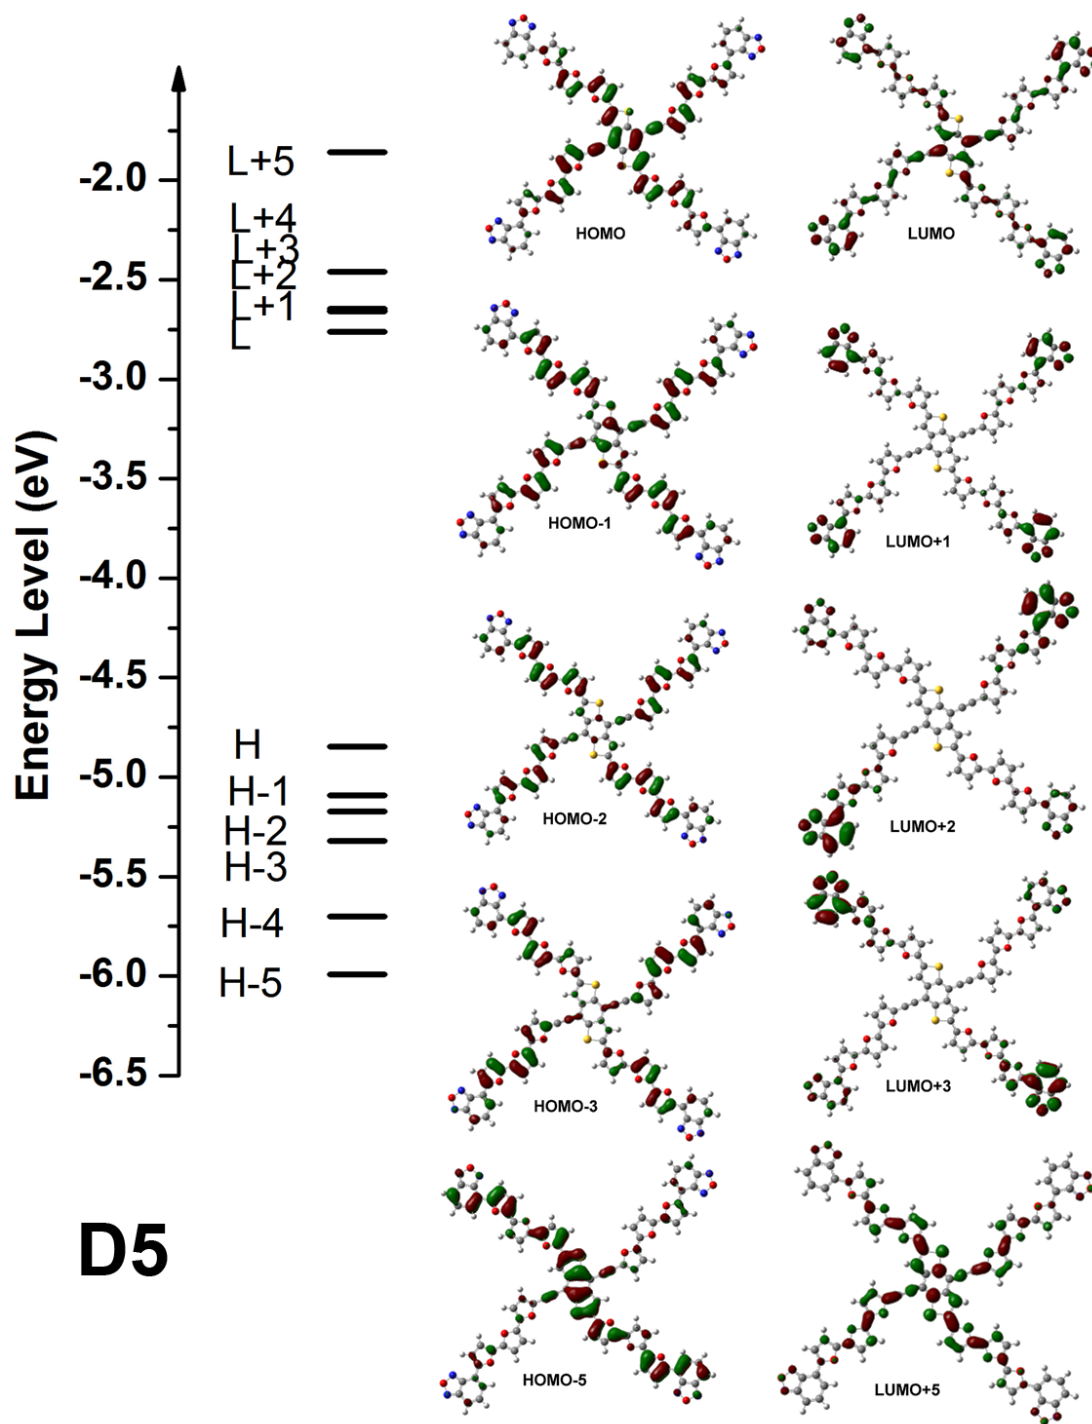 L+5
-2.0
L+4
L+3
L+2
-2.5
L+1
L
-3.0
-3.5
-4.0
-4.5
H
-5.0
H-1
H-2
H-3
-5.5
H-4
-6.0
H-5
-6.5
Energy Level (eV)
D5
HOMO
LUMO
HOMO-1
LUMO+1
HOMO-2
LUMO+2
HOMO-3
LUMO+3
HOMO-5
LUMO+5